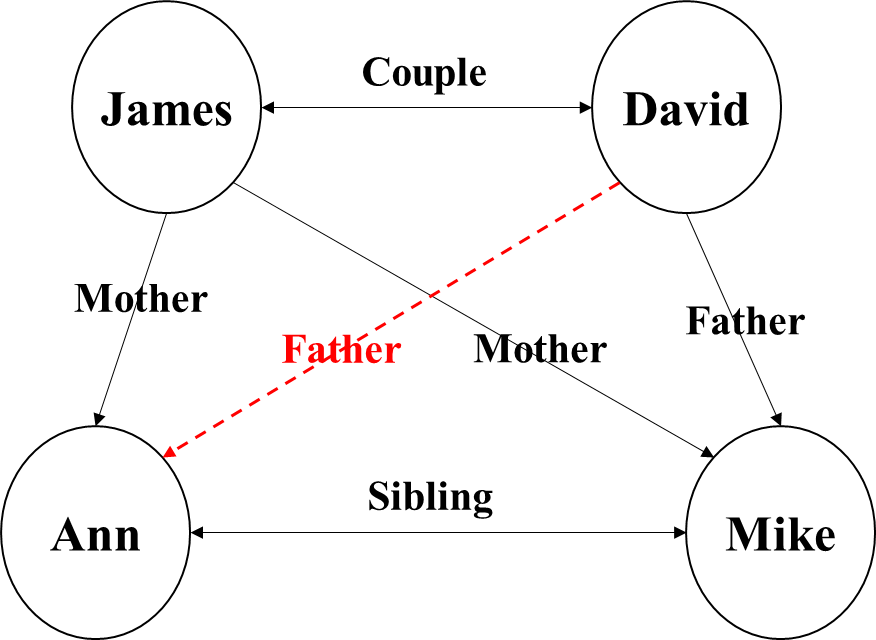 Couple
James
David
Mother
Father
Father
Mother
Sibling
Ann
Mike